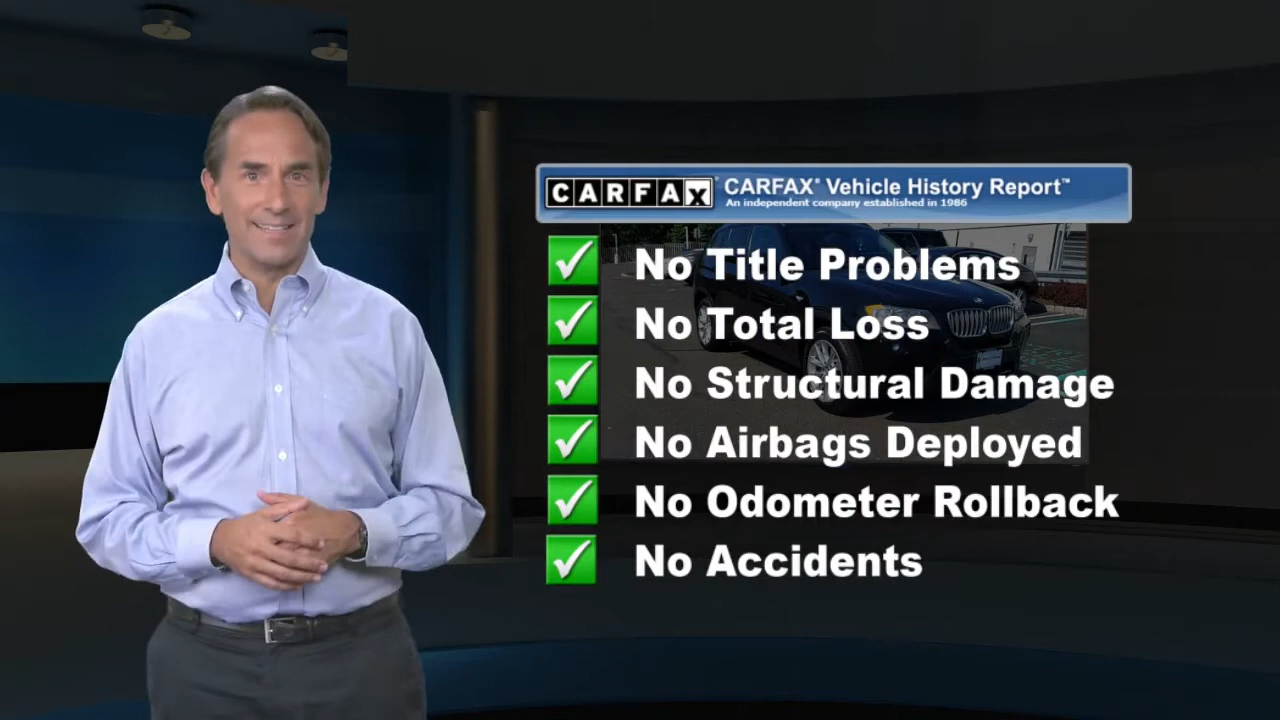 CARFAX® CARFAX® Vehicle History Report™
An independent company established in 1986
No Title Problems
No Total Loss
No Structural Damage
No Airbags Deployed
No Odometer Rollback
No Accidents